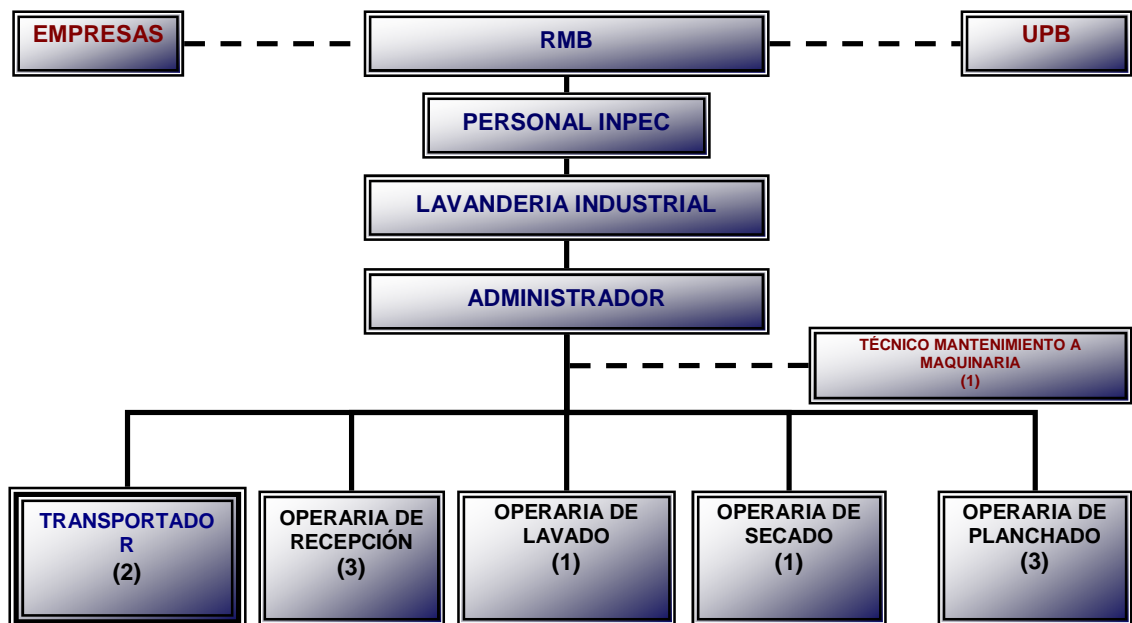 EMPRESAS
RMB
UPB
PERSONAL INPEC
LAVANDERIA INDUSTRIAL
ADMINISTRADOR
TÉCNICO MANTENIMIENTO A
MAQUINARIA
(1)
TRANSPORTADO
R
(2)
OPERARIA DE
RECEPCIÓN
(3)
OPERARIA DE
LAVADO
(1)
OPERARIA DE
SECADO
(1)
OPERARIA DE
PLANCHADO
(3)